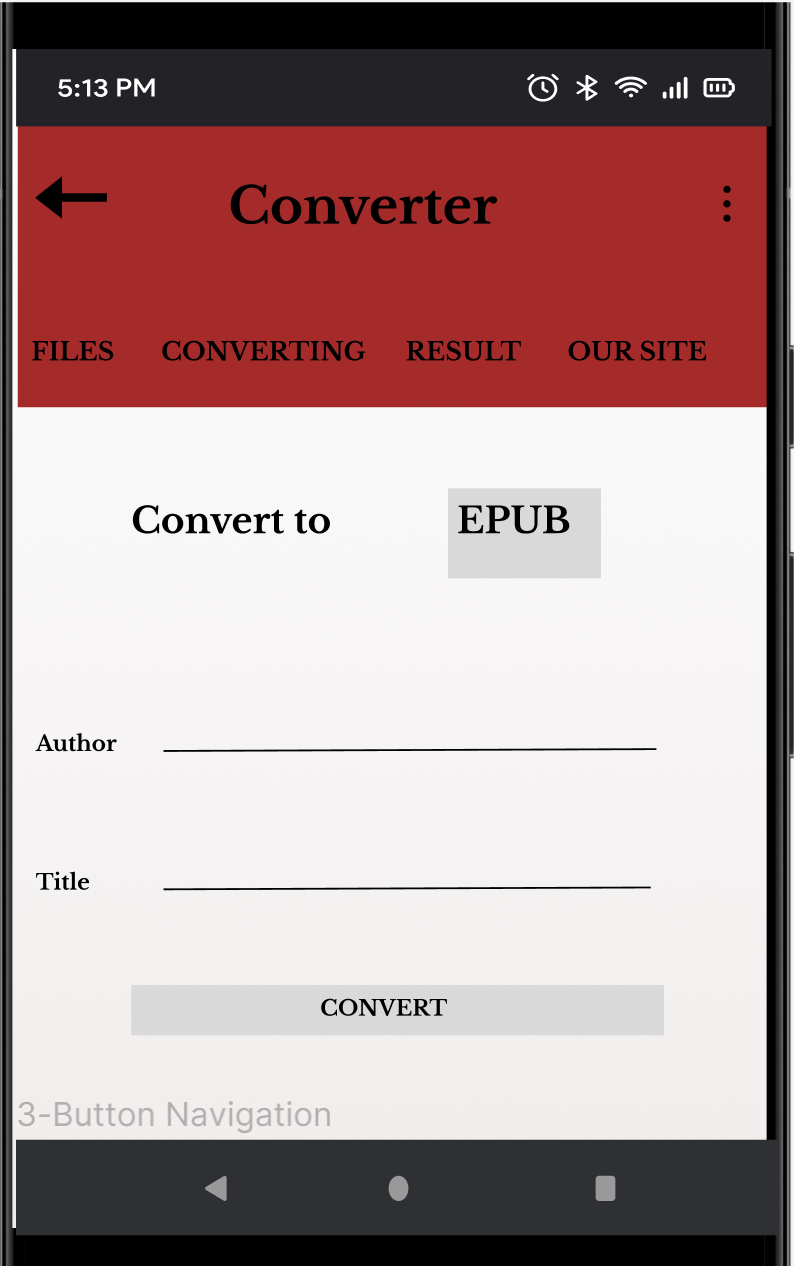 5:13 PM
Converter
FILES CONVERTING RESULT OUR SITE
Convert to EPUB
Author
Title
CONVERT
3-Button Navigation